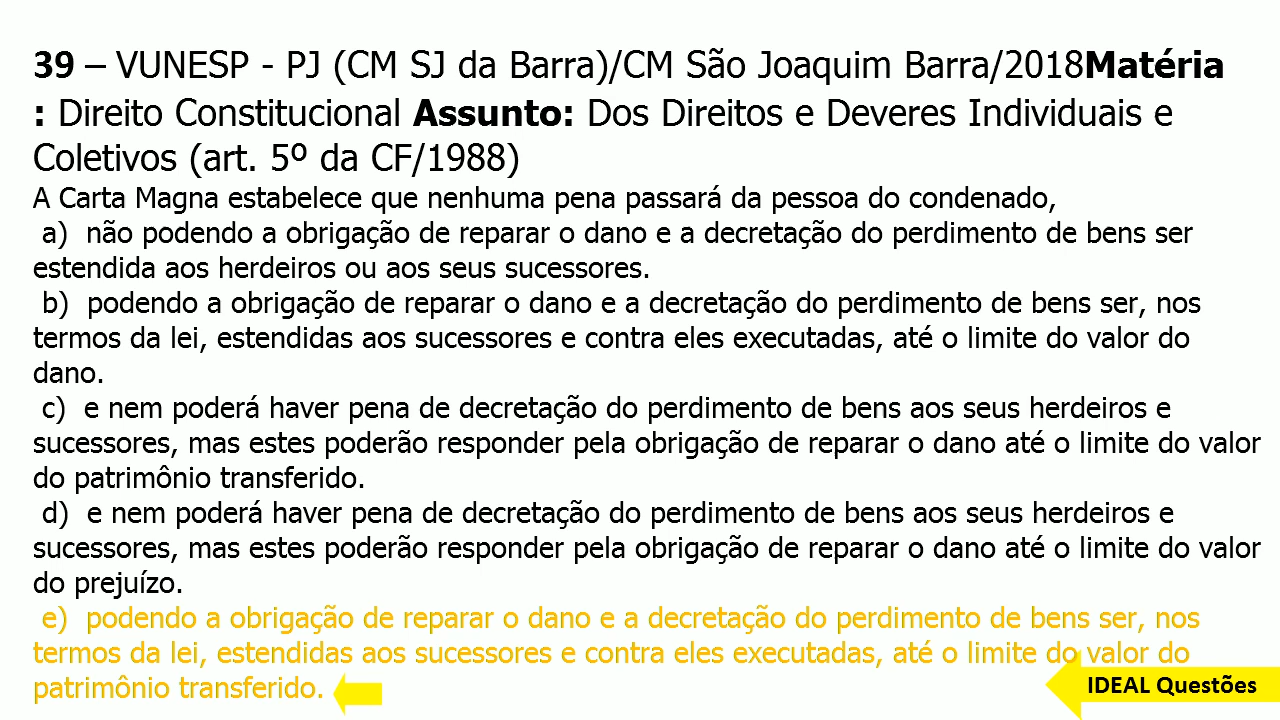 39 – VUNESP - PJ (CM SJ da Barra)/CM São Joaquim Barra/2018Matéria
: Direito Constitucional Assunto: Dos Direitos e Deveres Individuais e
Coletivos (art. 5º da CF/1988)
A Carta Magna estabelece que nenhuma pena passará da pessoa do condenado,
a) não podendo a obrigação de reparar o dano e a decretação do perdimento de bens ser
estendida aos herdeiros ou aos seus sucessores.
b) podendo a obrigação de reparar o dano e a decretação do perdimento de bens ser, nos
termos da lei, estendidas aos sucessores e contra eles executadas, até o limite do valor do
dano.
c) e nem poderá haver pena de decretação do perdimento de bens aos seus herdeiros e
sucessores, mas estes poderão responder pela obrigação de reparar o dano até o limite do valor
do patrimônio transferido.
d) e nem poderá haver pena de decretação do perdimento de bens aos seus herdeiros e
sucessores, mas estes poderão responder pela obrigação de reparar o dano até o limite do valor
do prejuízo.
e) podendo a obrigação de reparar o dano e a decretação do perdimento de bens ser, nos
termos da lei, estendidas aos sucessores e contra eles executadas, até o limite do valor do
patrimônio transferido.
IDEAL Questões